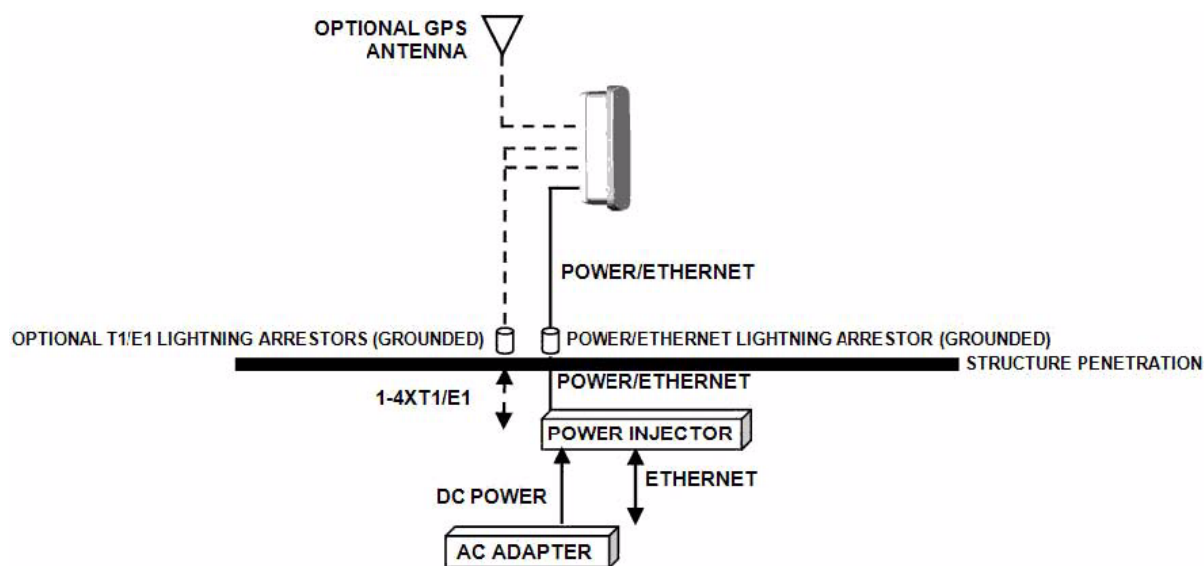 OPTIONAL GPS
ANTENNA
POWER/ETHERNET
OPTIONAL T1/E1 LIGHTNING ARRESTORS (GROUNDED)
POWER/ETHERNET LIGHTNING ARRESTOR (GROUNDED)
STRUCTURE PENETRATION
POWER/ETHERNET
1-4XT1/E1
POWER INJECTOR
ETHERNET
DC POWER
AC ADAPTER